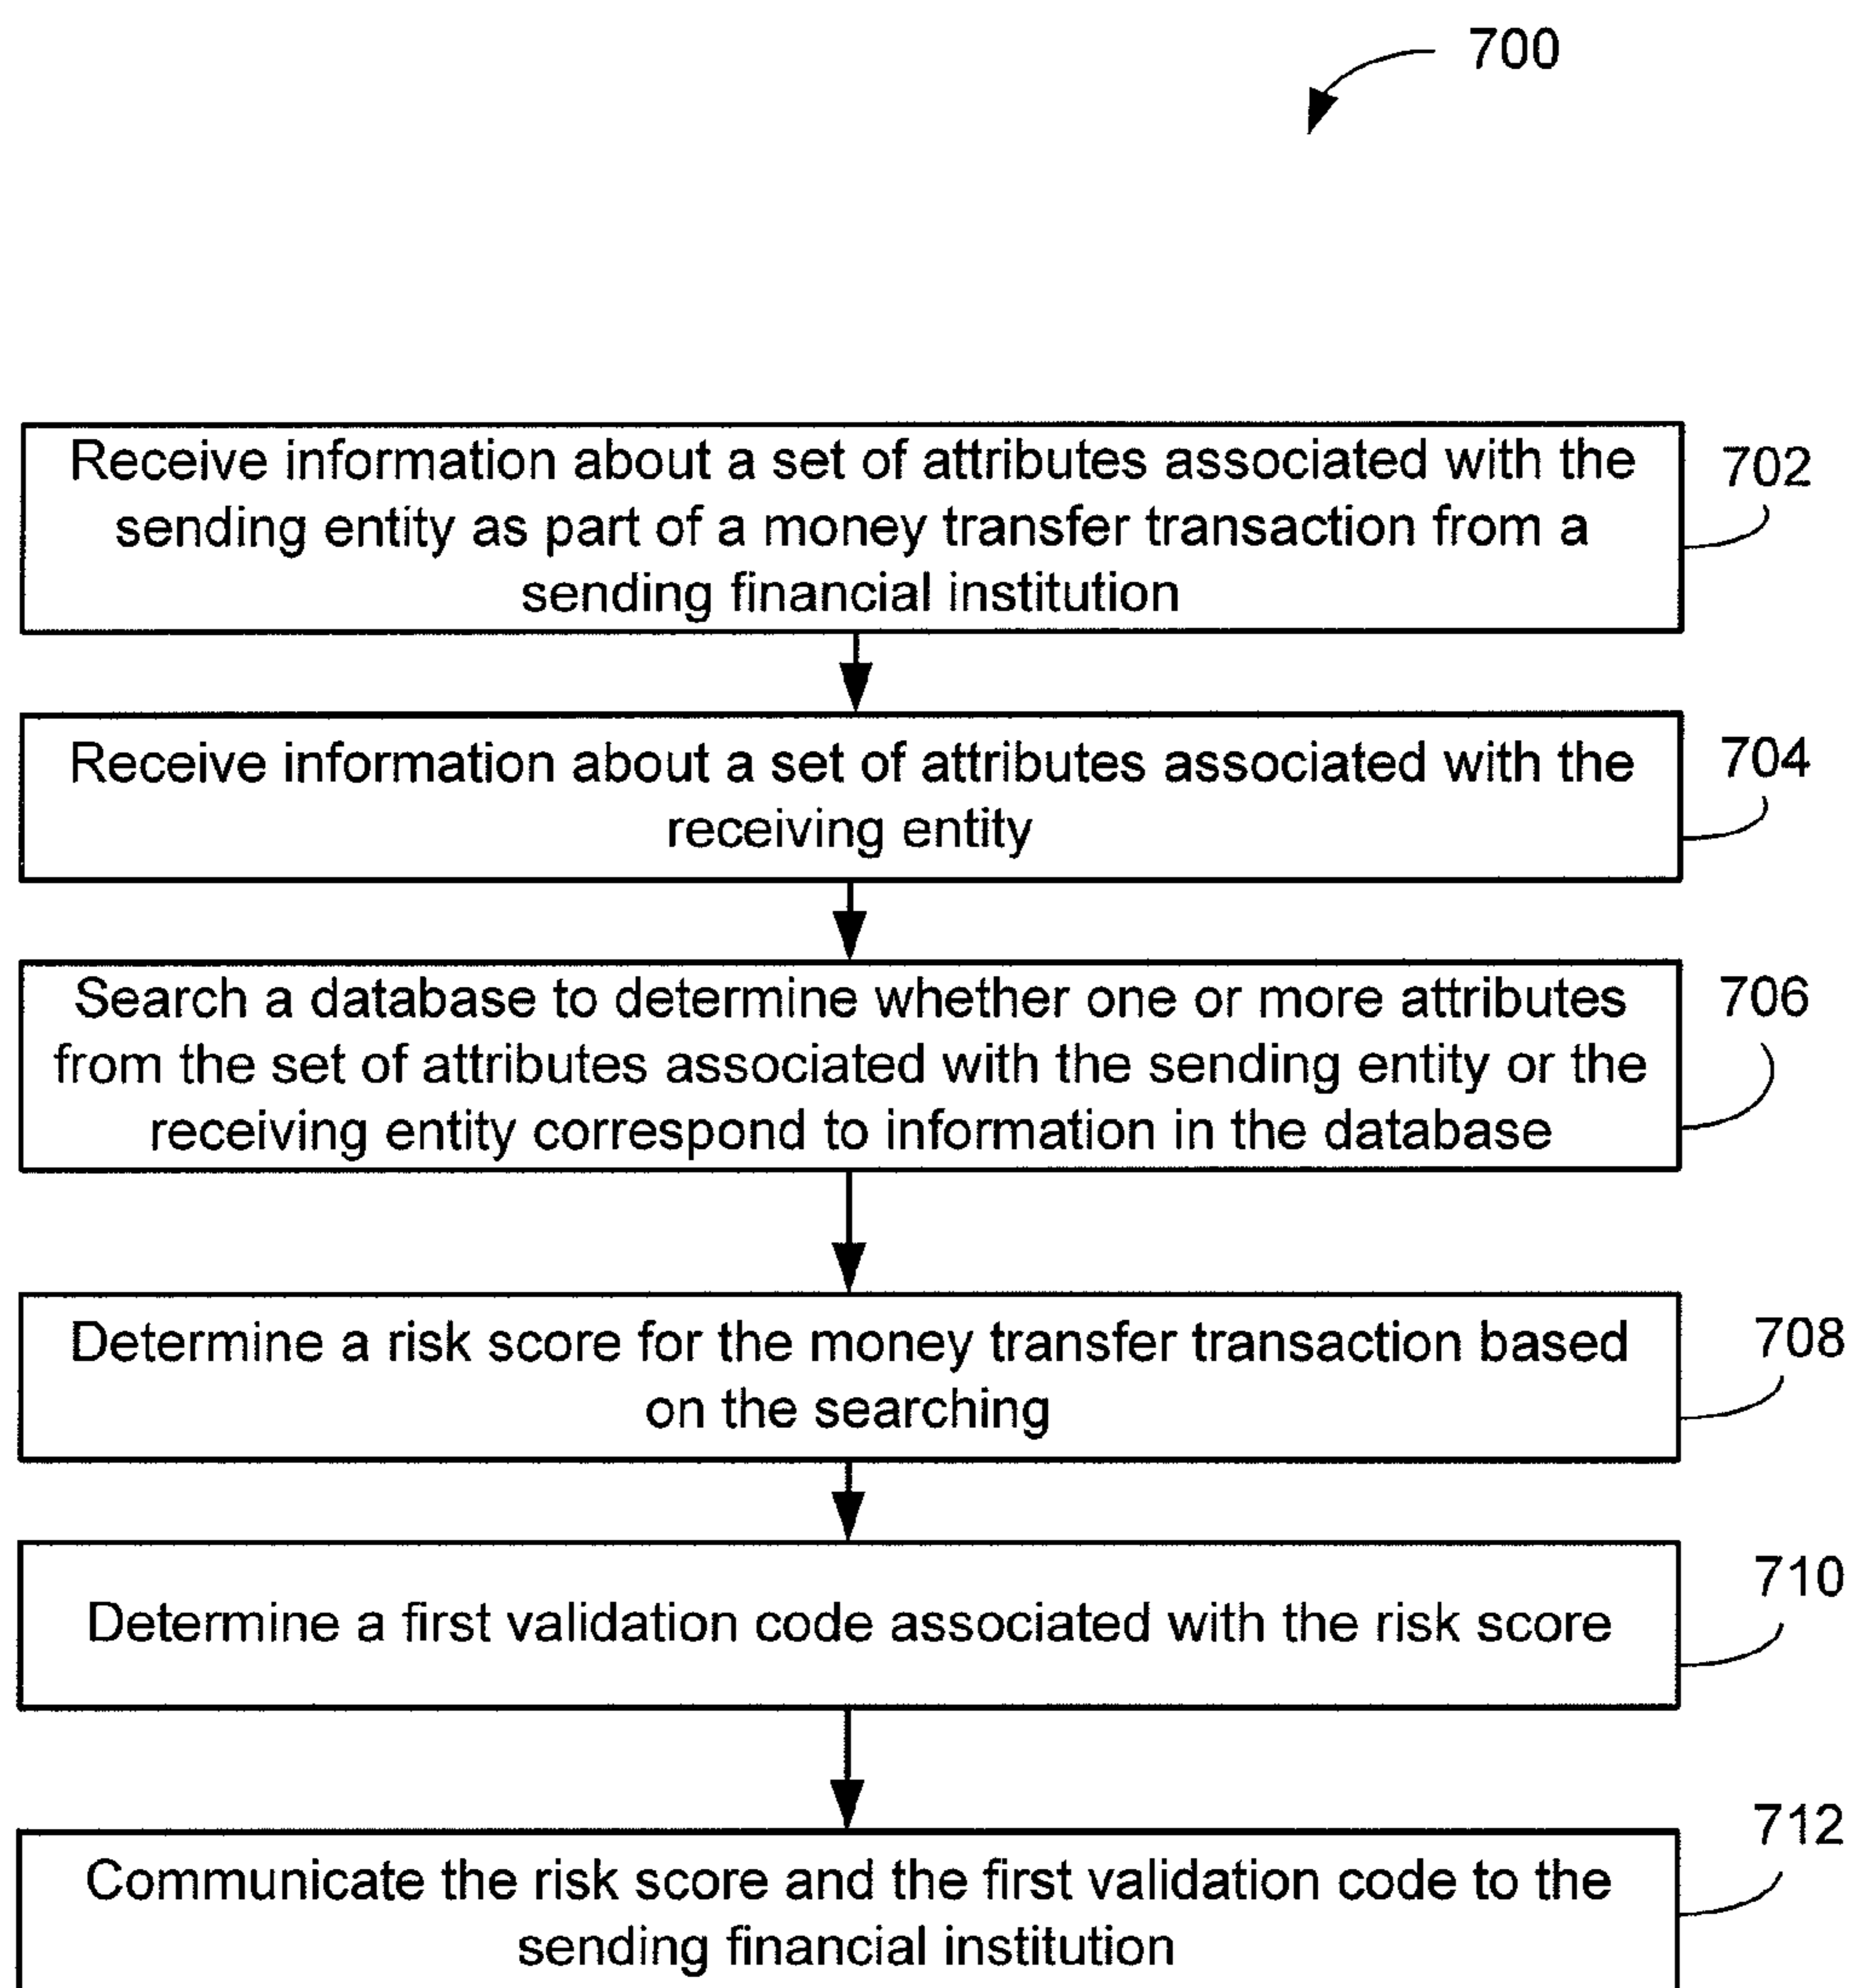 700
Receive information about a set of attributes associated with the
sending entity as part of a money transfer transaction from a
sending financial institution
702
Receive information about a set of attributes associated with the
receiving entity
704
Search a database to determine whether one or more attributes
from the set of attributes associated with the sending entity or the
receiving entity correspond to information in the database
706
Determine a risk score for the money transfer transaction based
on the searching
708
Determine a first validation code associated with the risk score
710
Communicate the risk score and the first validation code to the
sending financial institution
712